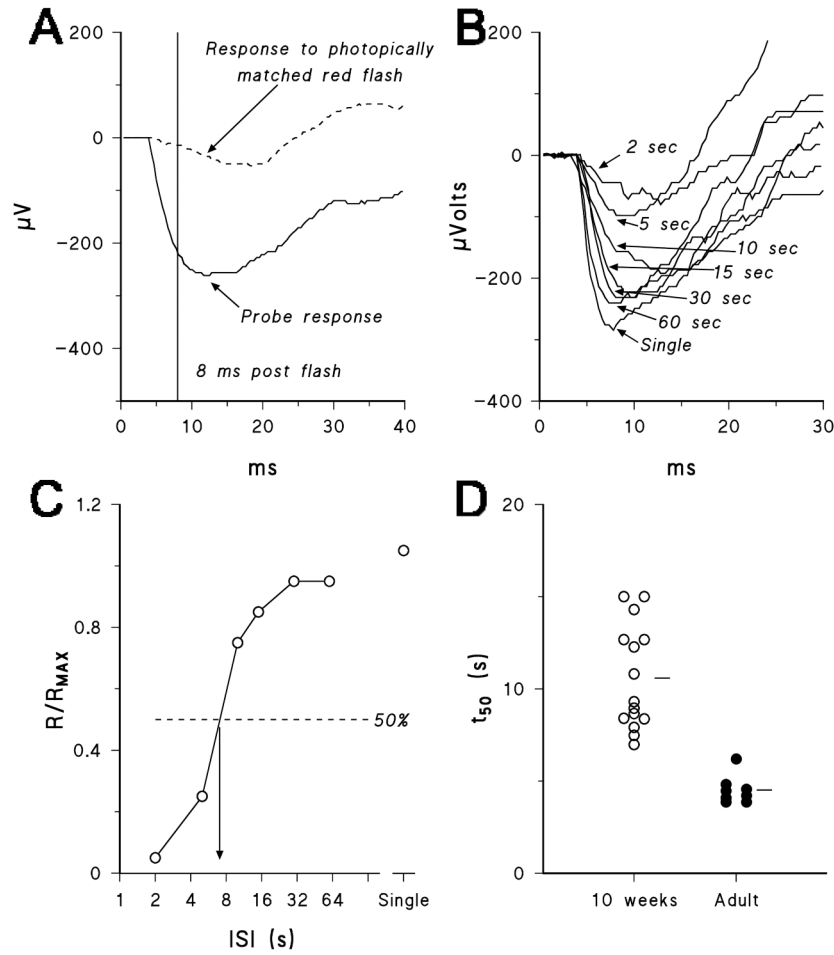 A
200
0
−200
−400
µV
Response to photopically
matched red flash
Probe response
8 ms post flash
0 10 20 30 40
ms
B
200
0
−200
−400
µVolts
2 sec
5 sec
10 sec
15 sec
30 sec
60 sec
Single
0 10 20 30
ms
C
1.2
0.8
0.4
0
R/RMAX
50%
1 2 4 8 16 32 64 Single
ISI (s)
D
20
10
0
t50 (s)
10 weeks Adult